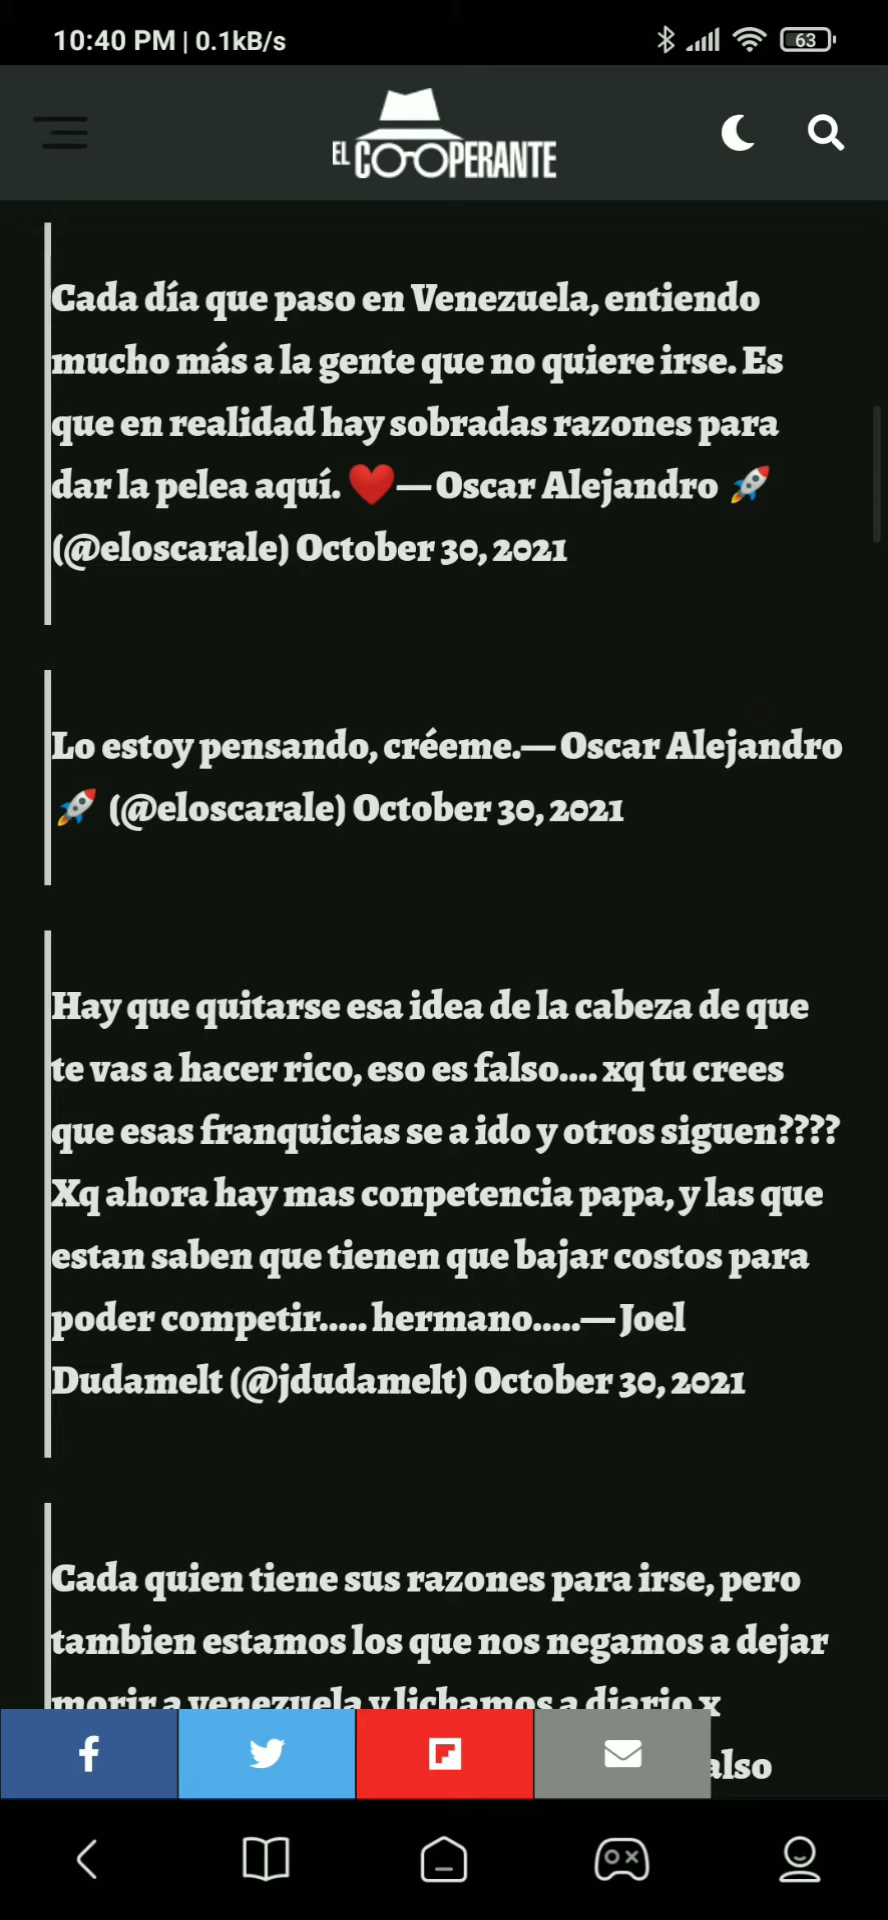 10:40 PM | 0.1kB/s
63
EL COOPERANTE
Cada día que paso en Venezuela, entiendo
mucho más a la gente que no quiere irse. Es
que en realidad hay sobradas razones para
dar la pelea aquí. ❤️— Oscar Alejandro 🚀
(@eloscarale) October 30, 2021
Lo estoy pensando, créeme.— Oscar Alejandro
🚀 (@eloscarale) October 30, 2021
Hay que quitarse esa idea de la cabeza de que
te vas a hacer rico, eso es falso.... xq tu crees
que esas franquicias se a ido y otros siguen????
Xq ahora hay mas conpetencia papa, y las que
estan saben que tienen que bajar costos para
poder competir..... hermano.....— Joel
Dudamelt (@jdudamelt) October 30, 2021
Cada quien tiene sus razones para irse, pero
tambien estamos los que nos negamos a dejar
morir a venezuela y lichamos a diario x